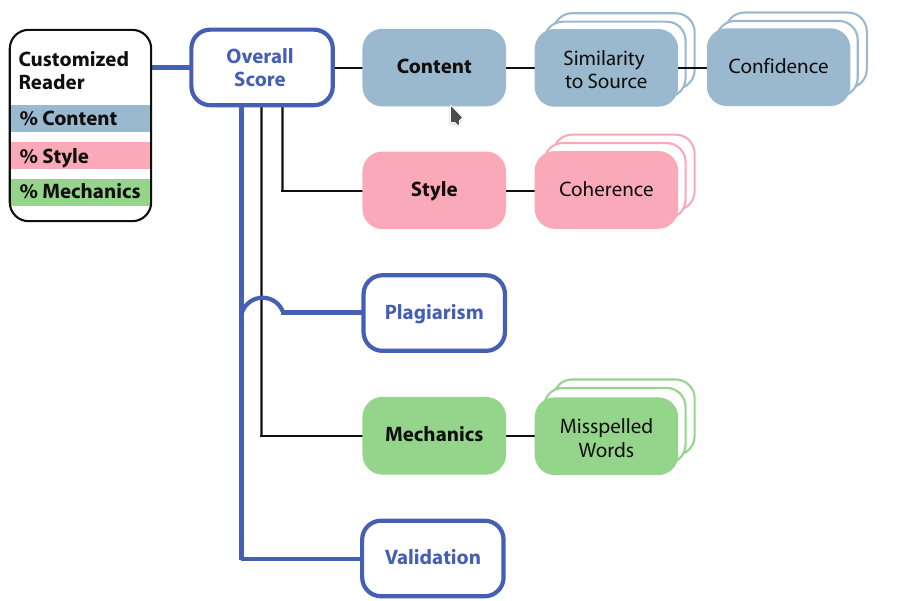 Customized
Reader
% Content
% Style
% Mechanics
Overall
Score
Content
Similarity
to Source
Confidence
Style
Coherence
Plagiarism
Mechanics
Misspelled
Words
Validation